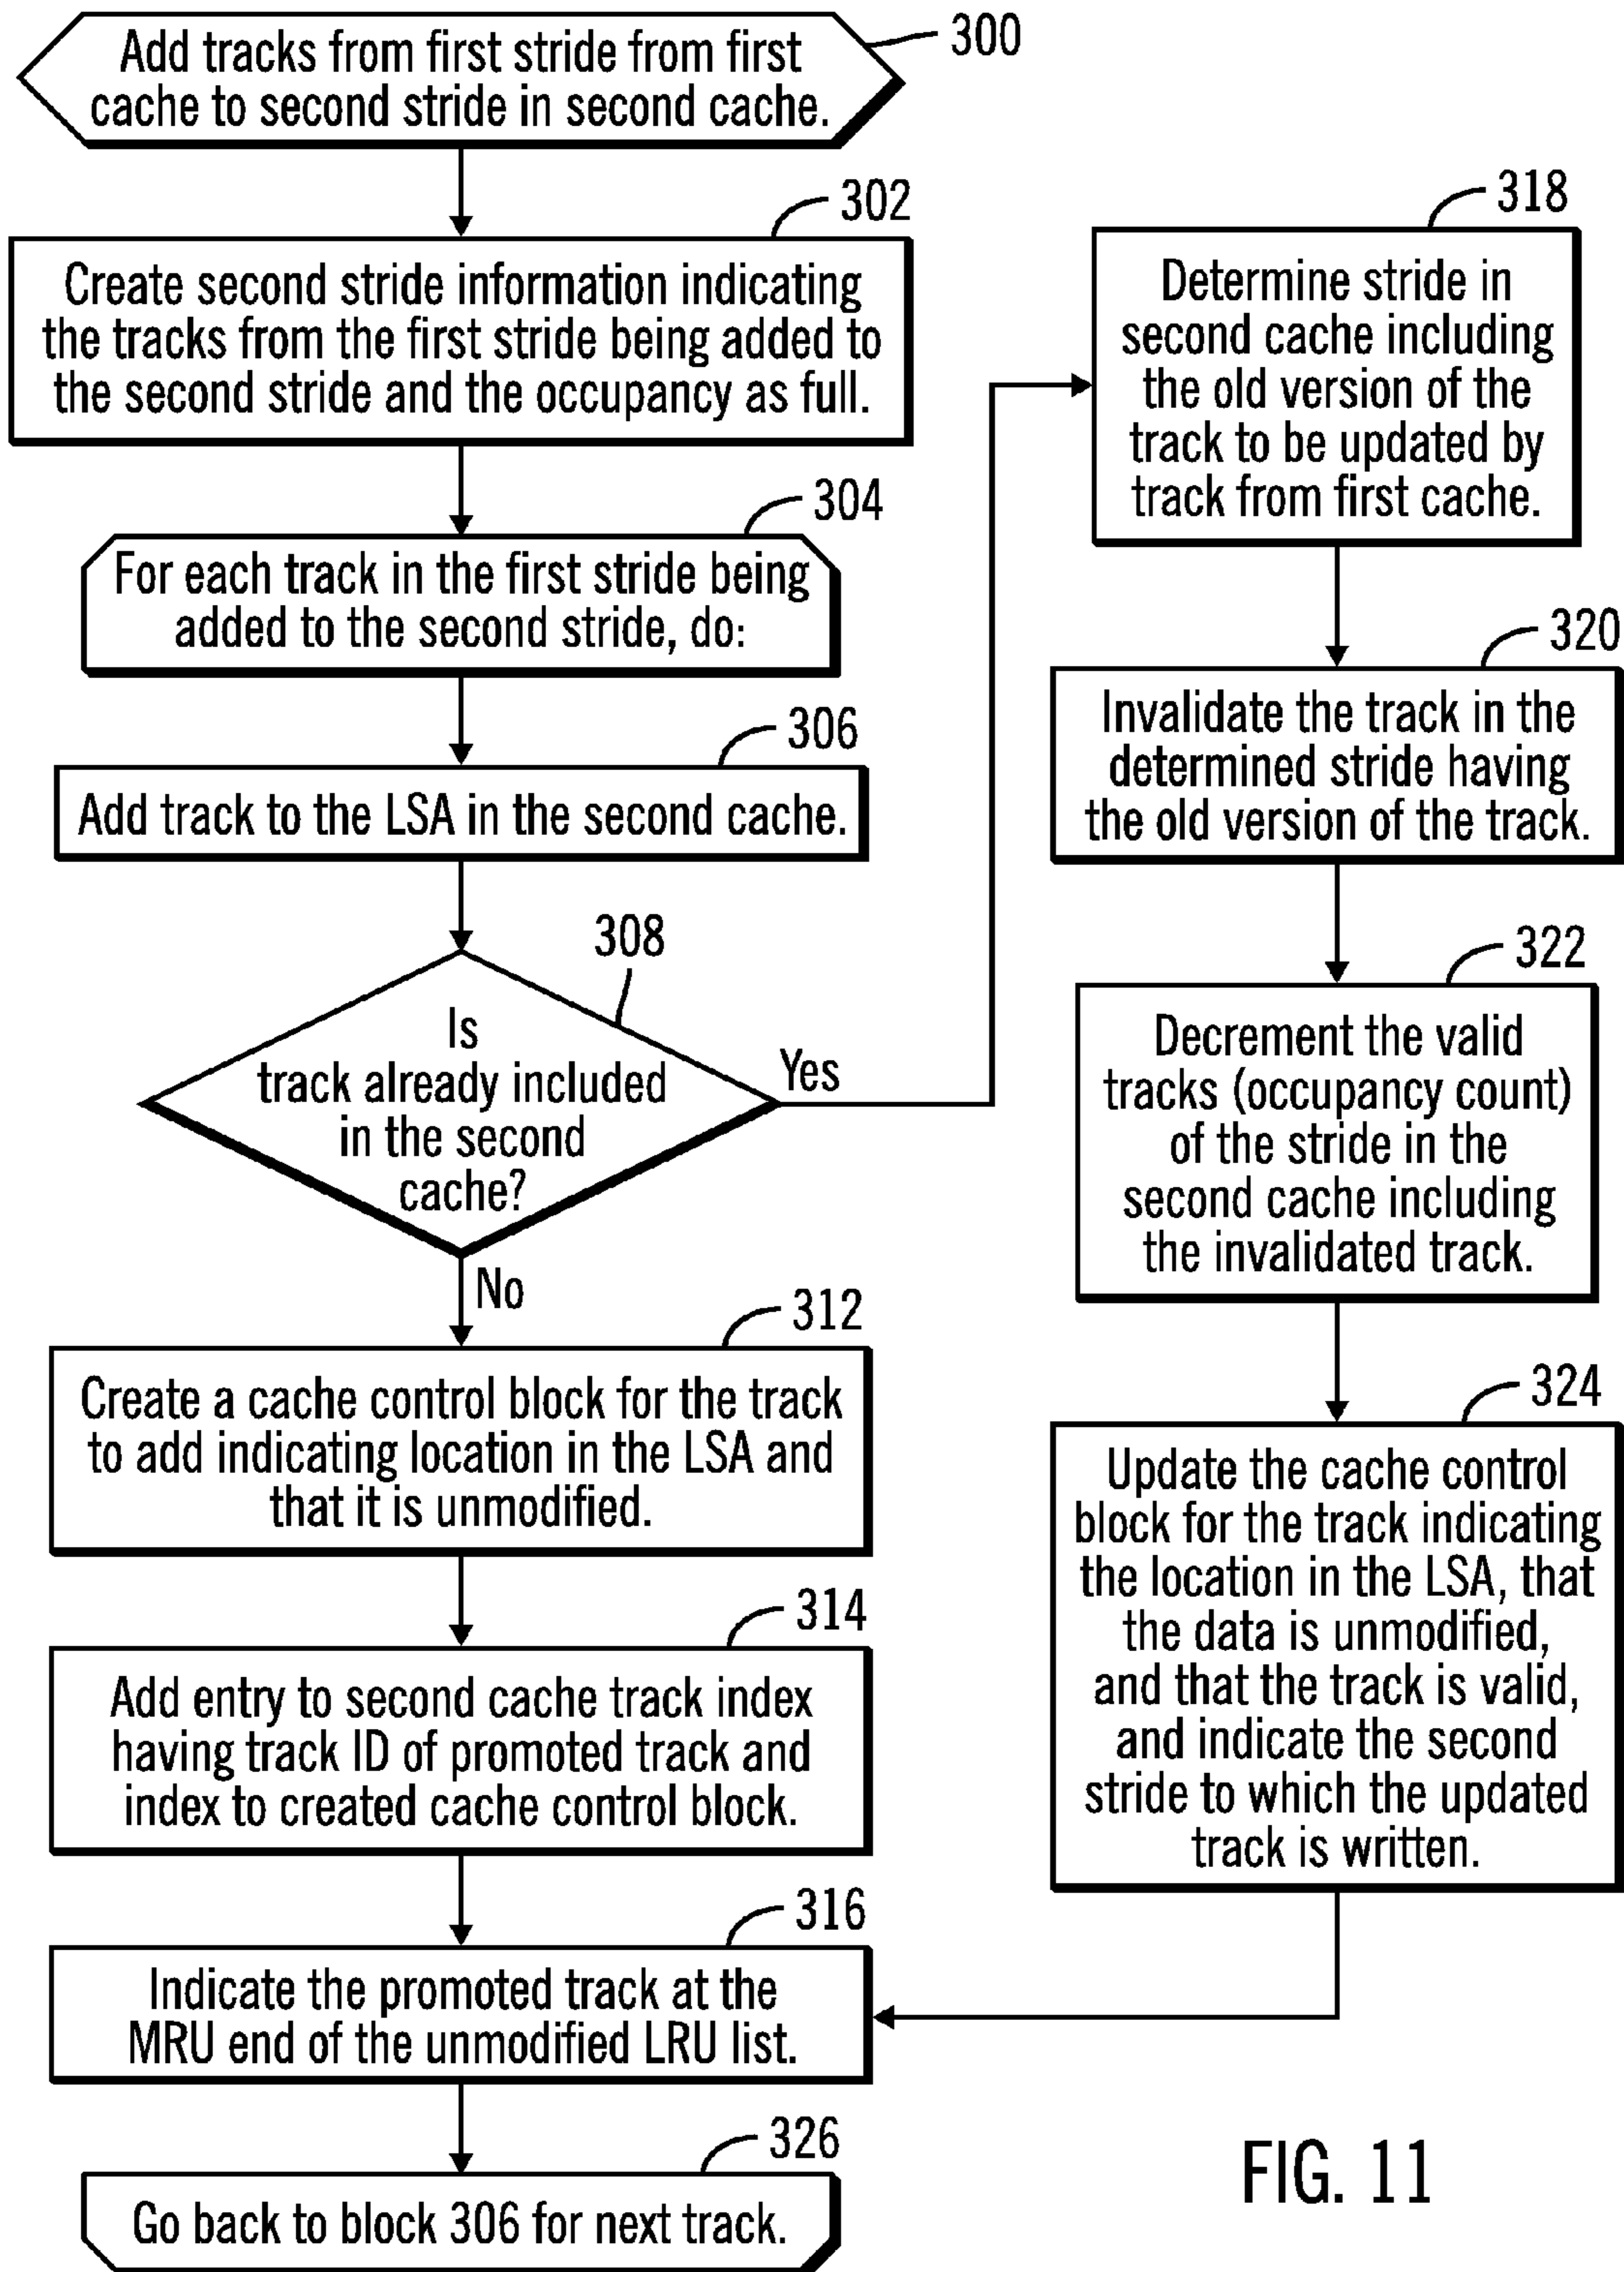 300
Add tracks from first stride from first
cache to second stride in second cache.
302
Create second stride information indicating
the tracks from the first stride being added to
the second stride and the occupancy as full.
304
For each track in the first stride being
added to the second stride, do:
306
Add track to the LSA in the second cache.
308
Is
track already included
in the second
cache?
Yes
No
312
Create a cache control block for the track
to add indicating location in the LSA and
that it is unmodified.
314
Add entry to second cache track index
having track ID of promoted track and
index to created cache control block.
316
Indicate the promoted track at the
MRU end of the unmodified LRU list.
326
Go back to block 306 for next track.
318
Determine stride in
second cache including
the old version of the
track to be updated by
track from first cache.
320
Invalidate the track in the
determined stride having
the old version of the track.
322
Decrement the valid
tracks (occupancy count)
of the stride in the
second cache including
the invalidated track.
324
Update the cache control
block for the track indicating
the location in the LSA, that
the data is unmodified,
and that the track is valid,
and indicate the second
stride to which the updated
track is written.
FIG. 11